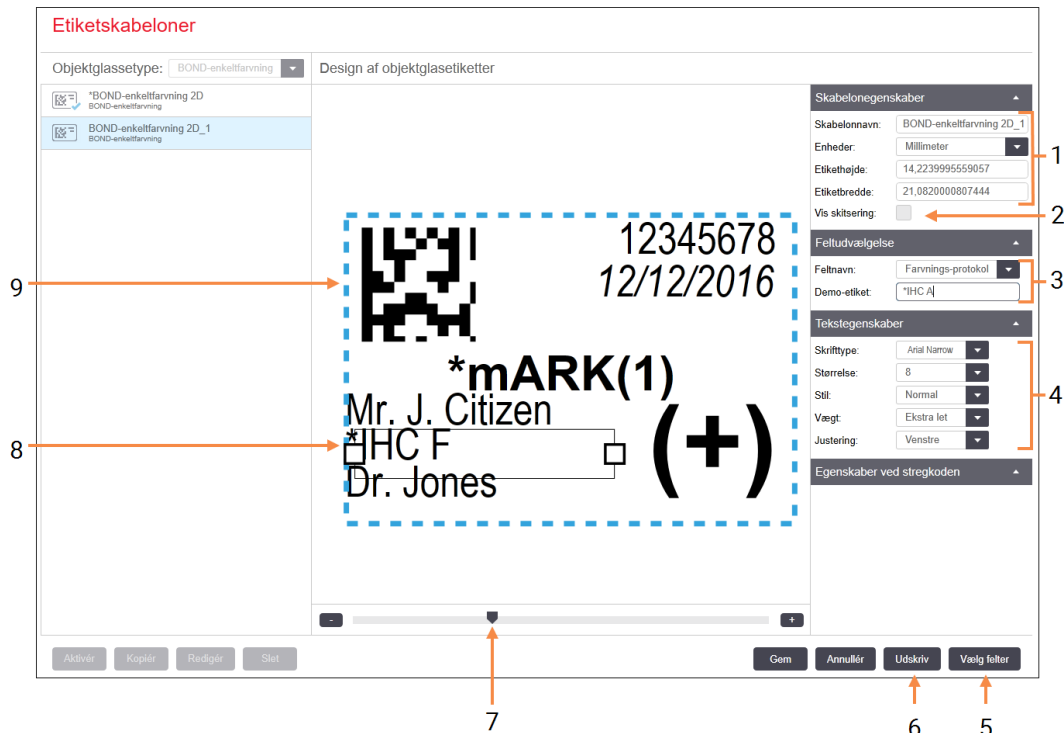 Etiketskabeloner
Objektglassetype: BOND-enkeltfarvning
Design af objektglasetiketter
*BOND-enkeltfarvning 2D
BOND-enkeltfarvning
BOND-enkeltfarvning 2D_1
BOND-enkeltfarvning
12345678
12/12/2016
*mARK(1)
Mr. J. Citizen
*IHC F
Dr. Jones
(+)
Skabelonegenskaber
Skabelonnavn: BOND-enkeltfarvning 2D_1
Enheder: Millimeter
Etikethøjde: 14,2239995559057
Etiketbredde: 21,0820000807444
Vis skitsering:
Feltudvælgelse
Feltnavn: Farvnings-protokol
Demo-etiket: *IHC A
Tekstegenskaber
Skrifttype: Arial Narrow
Størrelse: 8
Stil: Normal
Vægt: Ekstra let
Justering: Venstre
Egenskaber ved stregkoden
- +
Aktivér Kopiér Redigér Slet
Gem Annullér Udskriv Vælg felter
1
2
3
4
5
6
7
8
9